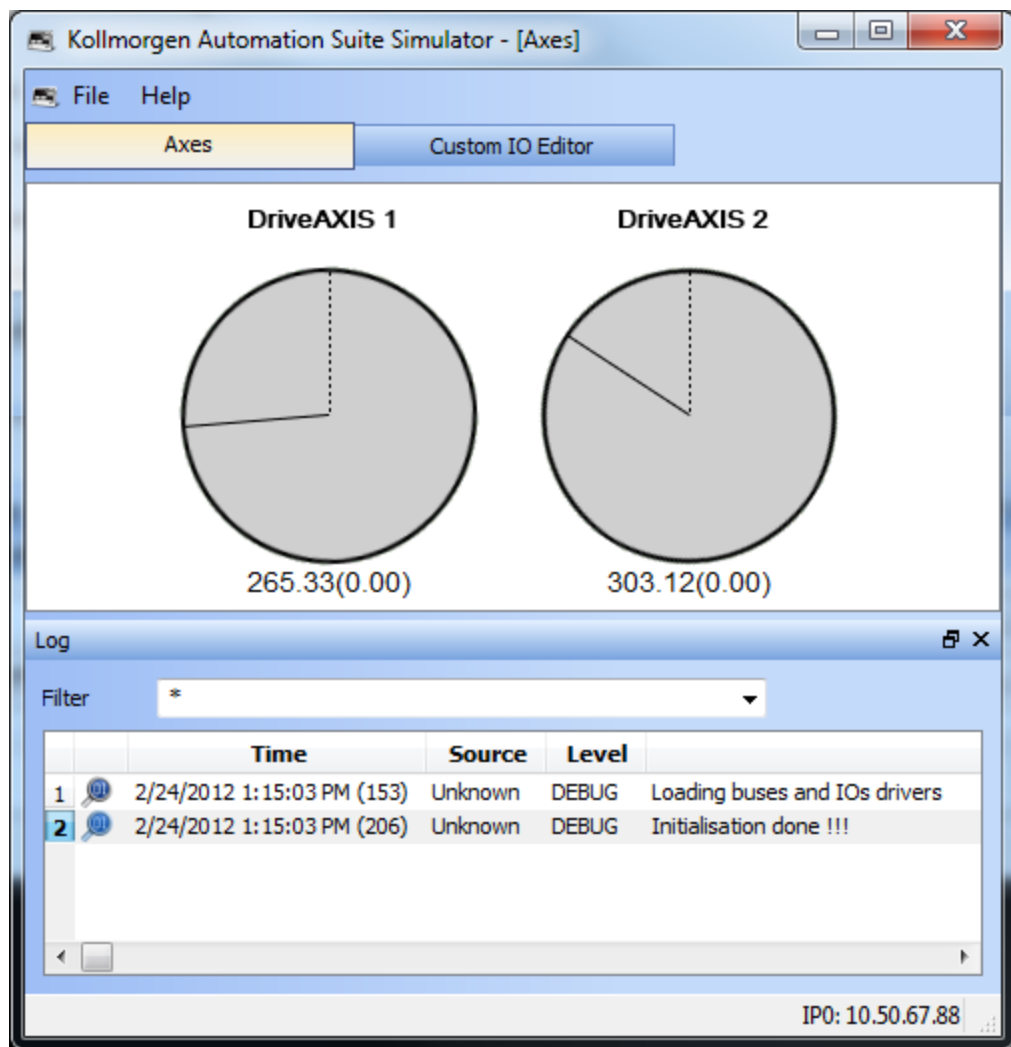 Kollmorgen Automation Suite Simulator - [Axes]
File Help
Axes Custom IO Editor
DriveAXIS 1 DriveAXIS 2
265.33(0.00) 303.12(0.00)
Log
Filter *
Time Source Level
1 2/24/2012 1:15:03 PM (153) Unknown DEBUG Loading buses and IOs drivers
2 2/24/2012 1:15:03 PM (206) Unknown DEBUG Initialisation done !!!
IP0: 10.50.67.88